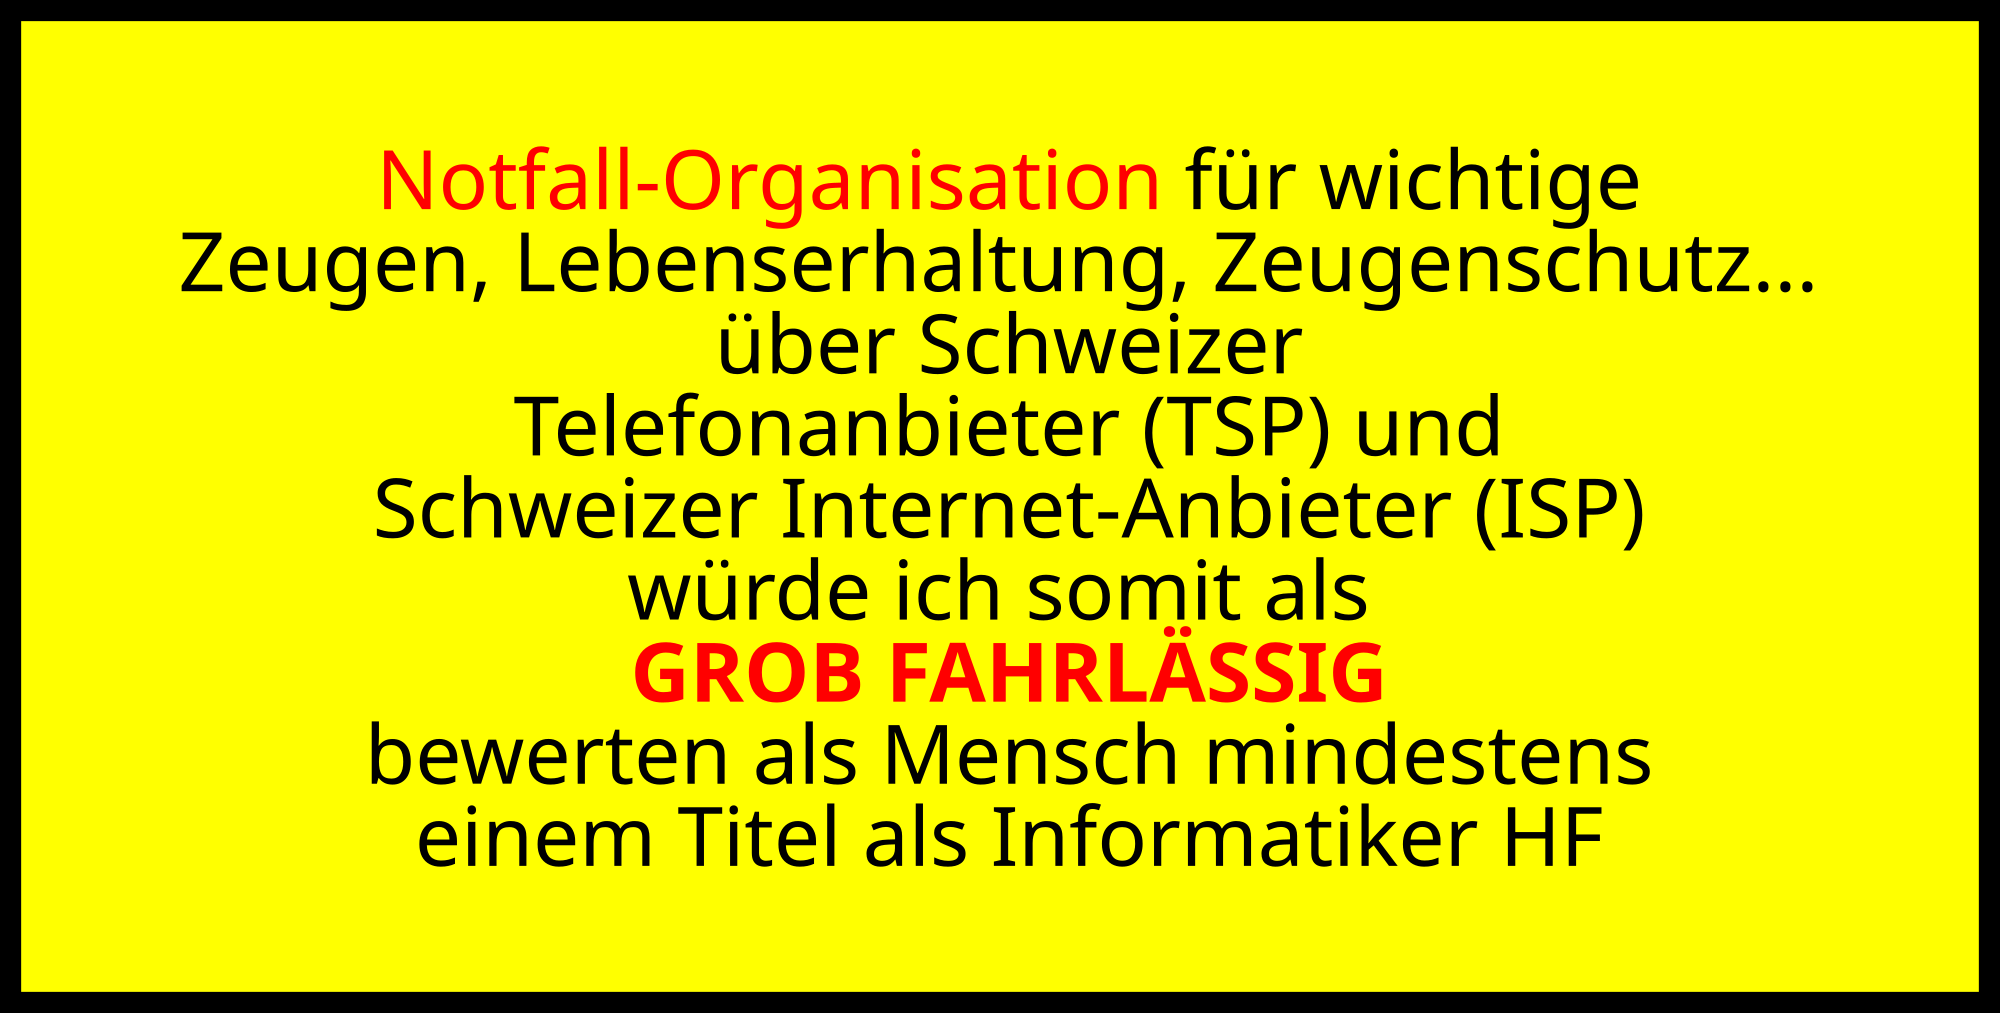 Notfall-Organisation für wichtige
Zeugen, Lebenserhaltung, Zeugenschutz...
über Schweizer
Telefonanbieter (TSP) und
Schweizer Internet-Anbieter (ISP)
würde ich somit als
GROB FAHRLÄSSIG
bewerten als Mensch mindestens
einem Titel als Informatiker HF